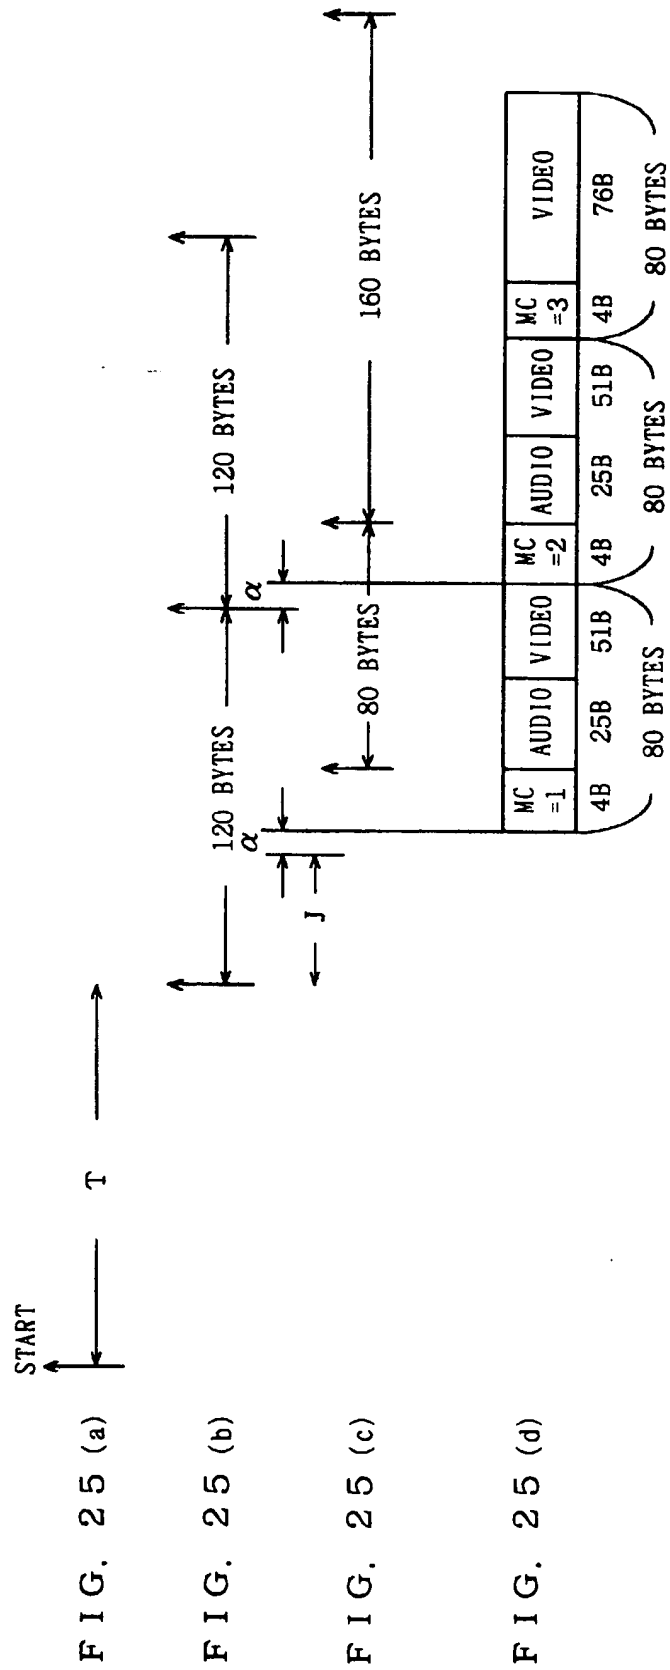 START
FIG. 25(a)
T
FIG. 25(b)
120 BYTES
120 BYTES
α
α
J
FIG. 25(c)
80 BYTES
160 BYTES
FIG. 25(d)
MC =1
AUDIO
VIDEO
MC =2
AUDIO
VIDEO
MC =3
VIDEO
4B
25B
51B
4B
25B
51B
4B
76B
80 BYTES
80 BYTES
80 BYTES